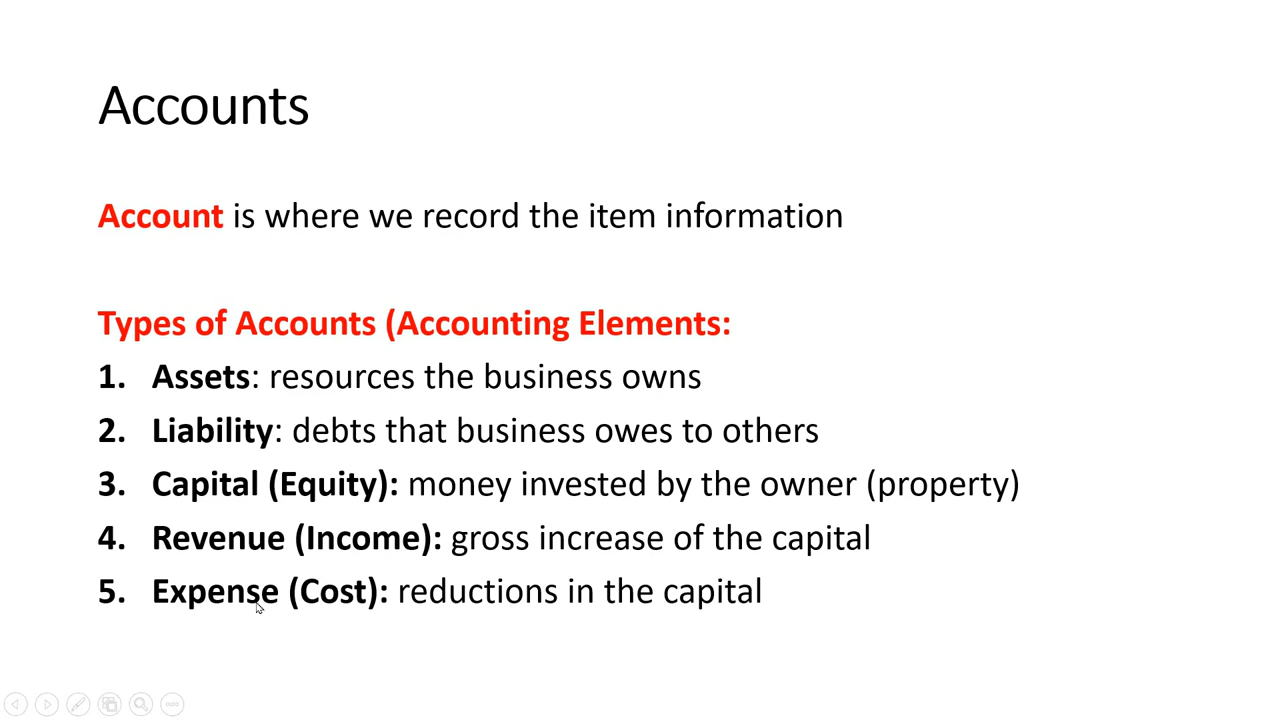 Accounts
Account is where we record the item information
Types of Accounts (Accounting Elements:
1. Assets: resources the business owns
2. Liability: debts that business owes to others
3. Capital (Equity): money invested by the owner (property)
4. Revenue (Income): gross increase of the capital
5. Expense (Cost): reductions in the capital